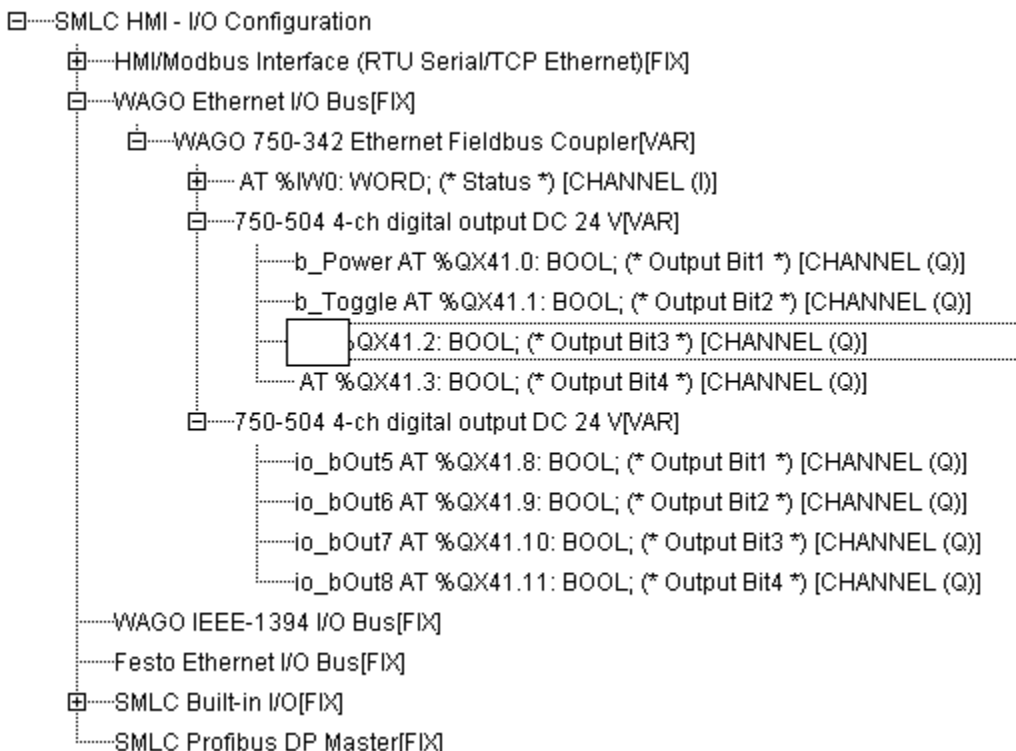 SMLC HMI - I/O Configuration
HMI/Modbus Interface (RTU Serial/TCP Ethernet)[FIX]
WAGO Ethernet I/O Bus[FIX]
WAGO 750-342 Ethernet Fieldbus Coupler[VAR]
AT %IW0: WORD; (* Status *) [CHANNEL (I)]
750-504 4-ch digital output DC 24 V[VAR]
b_Power AT %QX41.0: BOOL; (* Output Bit1 *) [CHANNEL (Q)]
b_Toggle AT %QX41.1: BOOL; (* Output Bit2 *) [CHANNEL (Q)]
QX41.2: BOOL; (* Output Bit3 *) [CHANNEL (Q)]
AT %QX41.3: BOOL; (* Output Bit4 *) [CHANNEL (Q)]
750-504 4-ch digital output DC 24 V[VAR]
io_bOut5 AT %QX41.8: BOOL; (* Output Bit1 *) [CHANNEL (Q)]
io_bOut6 AT %QX41.9: BOOL; (* Output Bit2 *) [CHANNEL (Q)]
io_bOut7 AT %QX41.10: BOOL; (* Output Bit3 *) [CHANNEL (Q)]
io_bOut8 AT %QX41.11: BOOL; (* Output Bit4 *) [CHANNEL (Q)]
WAGO IEEE-1394 I/O Bus[FIX]
Festo Ethernet I/O Bus[FIX]
SMLC Built-in I/O[FIX]
SMLC Profibus DP Master[FIX]